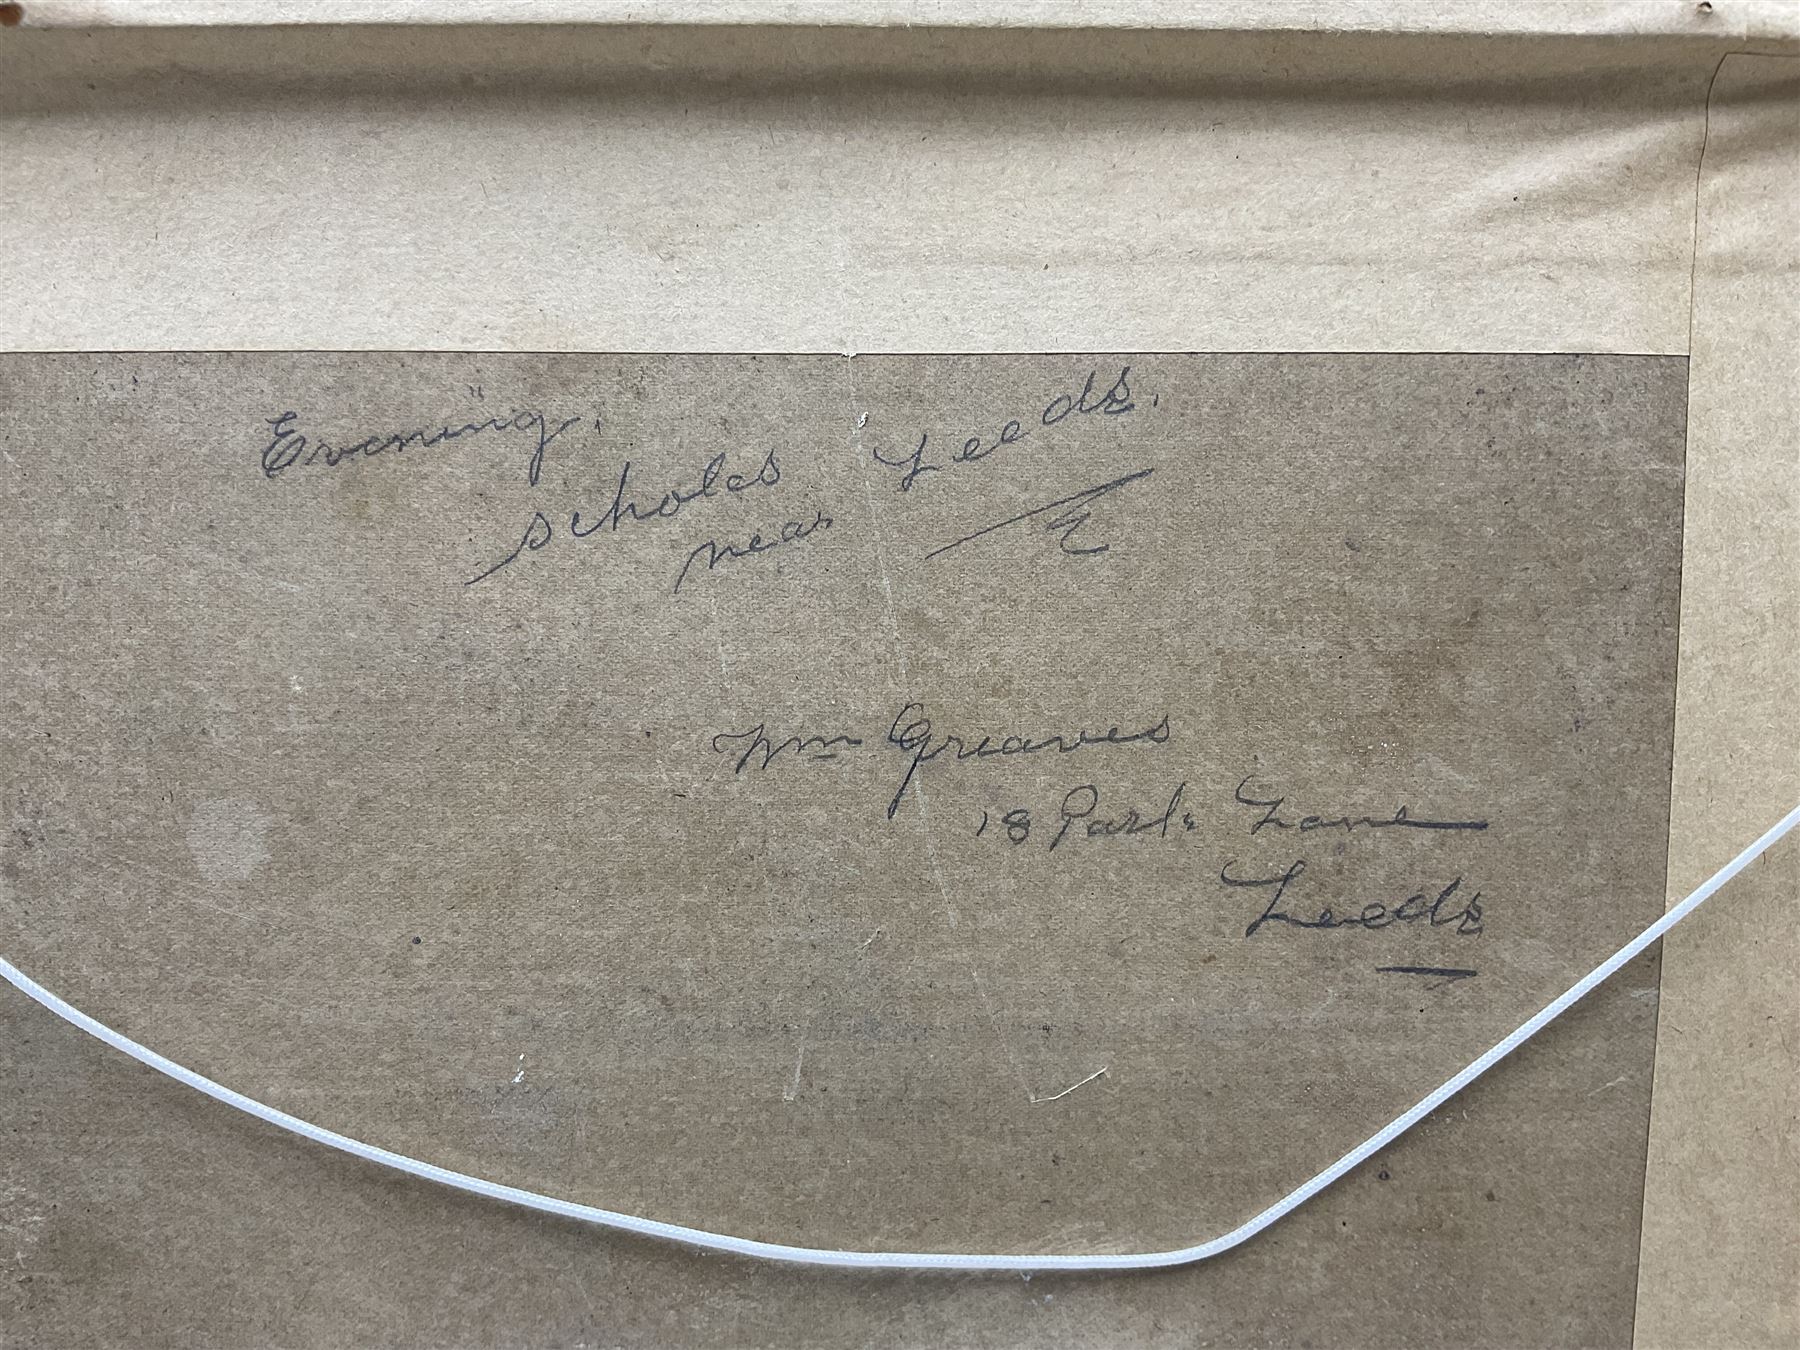 Evening,
Scholes
near Leeds.
Wm Greaves
18 Park Lane
Leeds